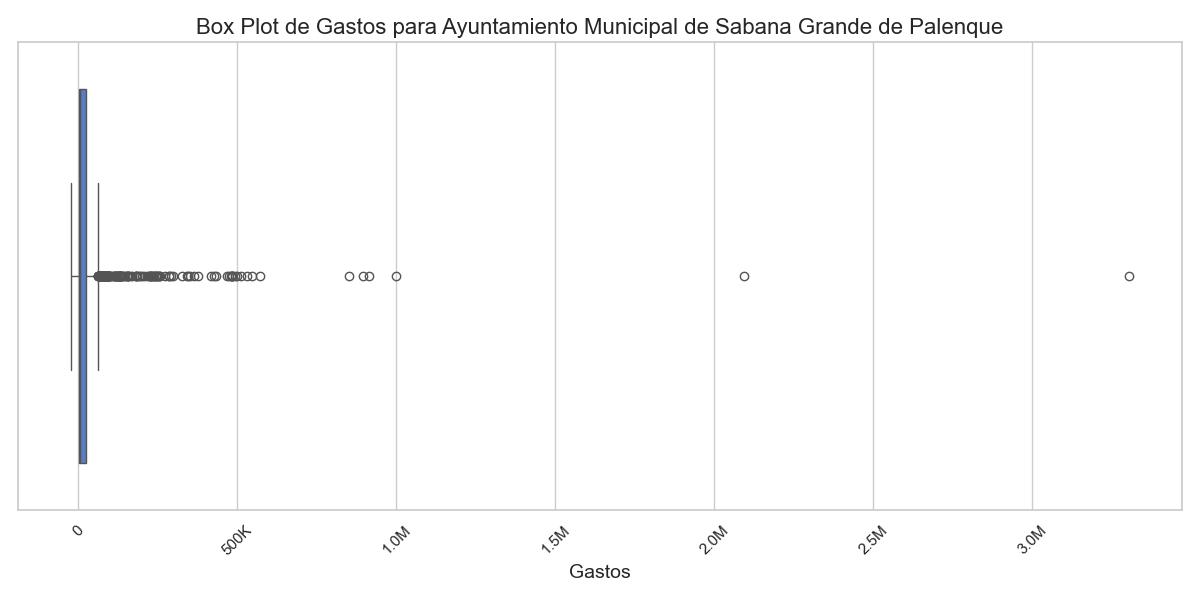 Box Plot de Gastos para Ayuntamiento Municipal de Sabana Grande de Palenque
0
500K
1.0M
1.5M
2.0M
2.5M
3.0M
Gastos